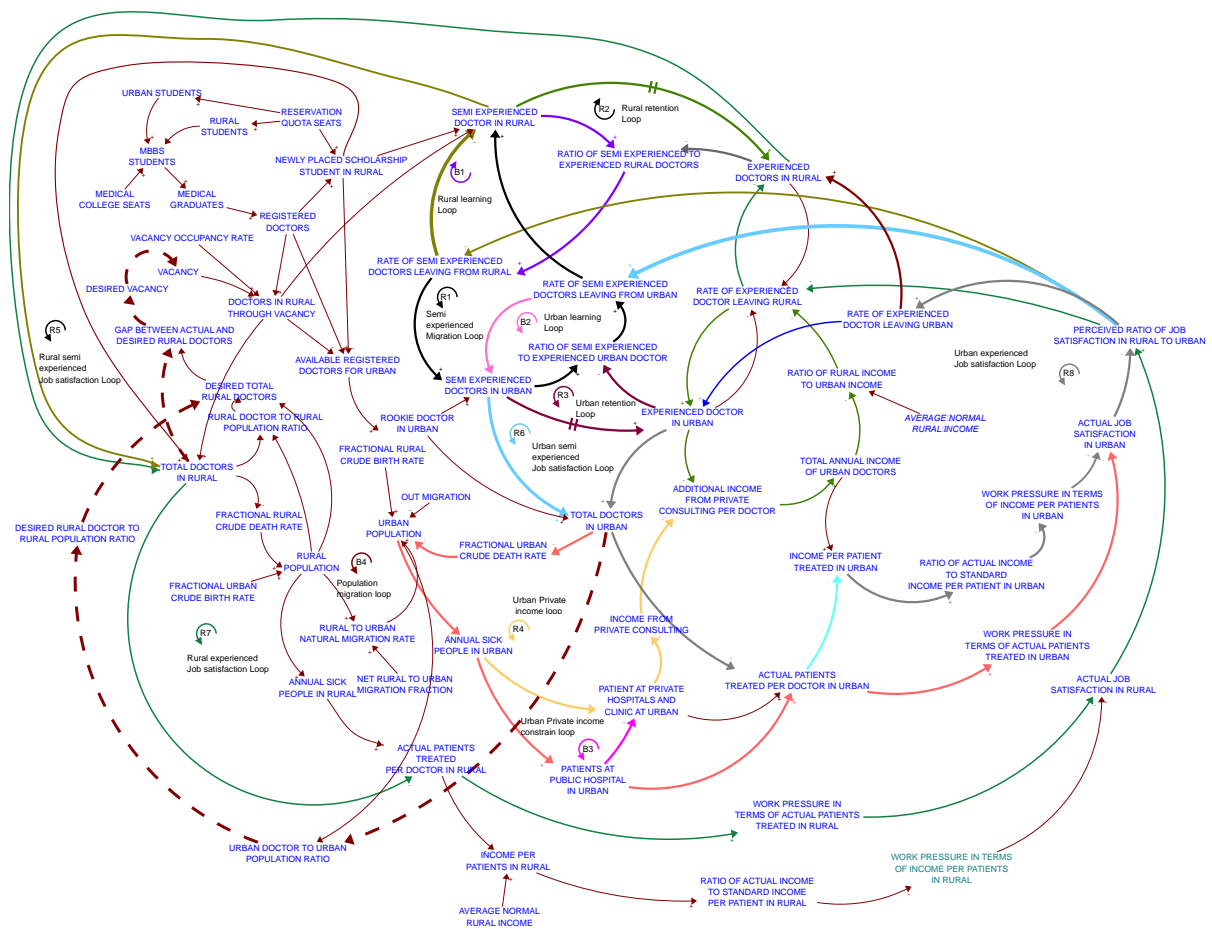 URBAN STUDENTS
RESERVATION
QUOTA SEATS
RURAL
STUDENTS
MBBS
STUDENTS
MEDICAL
COLLEGE SEATS
MEDICAL
GRADUATES
NEWLY PLACED SCHOLARSHIP
STUDENT IN RURAL
REGISTERED
DOCTORS
VACANCY OCCUPANCY RATE
VACANCY
DESIRED VACANCY
DOCTORS IN RURAL
THROUGH VACANCY
GAP BETWEEN ACTUAL AND
DESIRED RURAL DOCTORS
R5
Rural semi
experienced
Job satisfaction Loop
AVAILABLE REGISTERED
DOCTORS FOR URBAN
DESIRED TOTAL
RURAL DOCTORS
RURAL DOCTOR TO RURAL
POPULATION RATIO
ROOKIE DOCTOR
IN URBAN
FRACTIONAL RURAL
CRUDE BIRTH RATE
TOTAL DOCTORS
IN RURAL
SEMI EXPERIENCED
DOCTOR IN RURAL
R2
Rural retention
Loop
RATIO OF SEMI EXPERIENCED TO
EXPERIENCED RURAL DOCTORS
EXPERIENCED
DOCTORS IN RURAL
B1
Rural learning
Loop
RATE OF SEMI EXPERIENCED
DOCTORS LEAVING FROM RURAL
R1
Semi
experienced
Migration Loop
RATE OF SEMI EXPERIENCED
DOCTORS LEAVING FROM URBAN
B2
Urban learning
Loop
RATIO OF SEMI EXPERIENCED
TO EXPERIENCED URBAN DOCTOR
SEMI EXPERIENCED
DOCTORS IN URBAN
R3
Urban retention
Loop
RATE OF EXPERIENCED
DOCTOR LEAVING RURAL
RATE OF EXPERIENCED
DOCTOR LEAVING URBAN
PERCEIVED RATIO OF JOB
SATISFACTION IN RURAL TO URBAN
Urban experienced
Job satisfaction Loop
R8
EXPERIENCED DOCTOR
IN URBAN
RATIO OF RURAL INCOME
TO URBAN INCOME
AVERAGE NORMAL
RURAL INCOME
ACTUAL JOB
SATISFACTION
IN URBAN
R6
Urban semi
experienced
Job satisfaction Loop
TOTAL ANNUAL INCOME
OF URBAN DOCTORS
ADDITIONAL INCOME
FROM PRIVATE
CONSULTING PER DOCTOR
WORK PRESSURE IN TERMS
OF INCOME PER PATIENTS
IN URBAN
OUT MIGRATION
URBAN
POPULATION
TOTAL DOCTORS
IN URBAN
FRACTIONAL URBAN
CRUDE DEATH RATE
INCOME PER PATIENT
TREATED IN URBAN
RATIO OF ACTUAL INCOME
TO STANDARD
INCOME PER PATIENT IN URBAN
DESIRED RURAL DOCTOR TO
RURAL POPULATION RATIO
FRACTIONAL RURAL
CRUDE DEATH RATE
RURAL
POPULATION
FRACTIONAL URBAN
CRUDE BIRTH RATE
B4
Population
migration loop
Urban Private
income loop
R4
R7
Rural experienced
Job satisfaction Loop
RURAL TO URBAN
NATURAL MIGRATION RATE
ANNUAL SICK
PEOPLE IN URBAN
INCOME FROM
PRIVATE CONSULTING
WORK PRESSURE IN
TERMS OF ACTUAL PATIENTS
TREATED IN URBAN
ANNUAL SICK
PEOPLE IN RURAL
NET RURAL TO URBAN
MIGRATION FRACTION
PATIENT AT PRIVATE
HOSPITALS AND
CLINIC AT URBAN
ACTUAL PATIENTS
TREATED PER DOCTOR IN URBAN
ACTUAL JOB
SATISFACTION IN RURAL
Urban Private income
constrain loop
B3
ACTUAL PATIENTS
TREATED
PER DOCTOR IN RURAL
PATIENTS AT
PUBLIC HOSPITAL
IN URBAN
WORK PRESSURE IN
TERMS OF ACTUAL PATIENTS
TREATED IN RURAL
URBAN DOCTOR TO URBAN
POPULATION RATIO
INCOME PER
PATIENTS IN RURAL
WORK PRESSURE IN TERMS
OF INCOME PER PATIENTS
IN RURAL
RATIO OF ACTUAL INCOME
TO STANDARD INCOME
PER PATIENT IN RURAL
AVERAGE NORMAL
RURAL INCOME